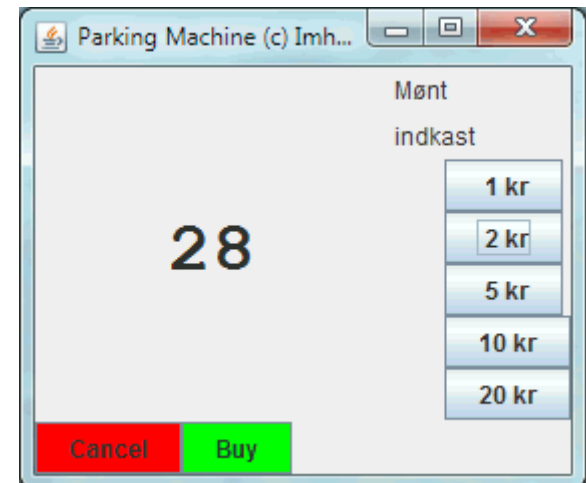 Parking Machine (c) Imh...
Mønt
indkast
1 kr
28
2 kr
5 kr
10 kr
20 kr
Cancel Buy